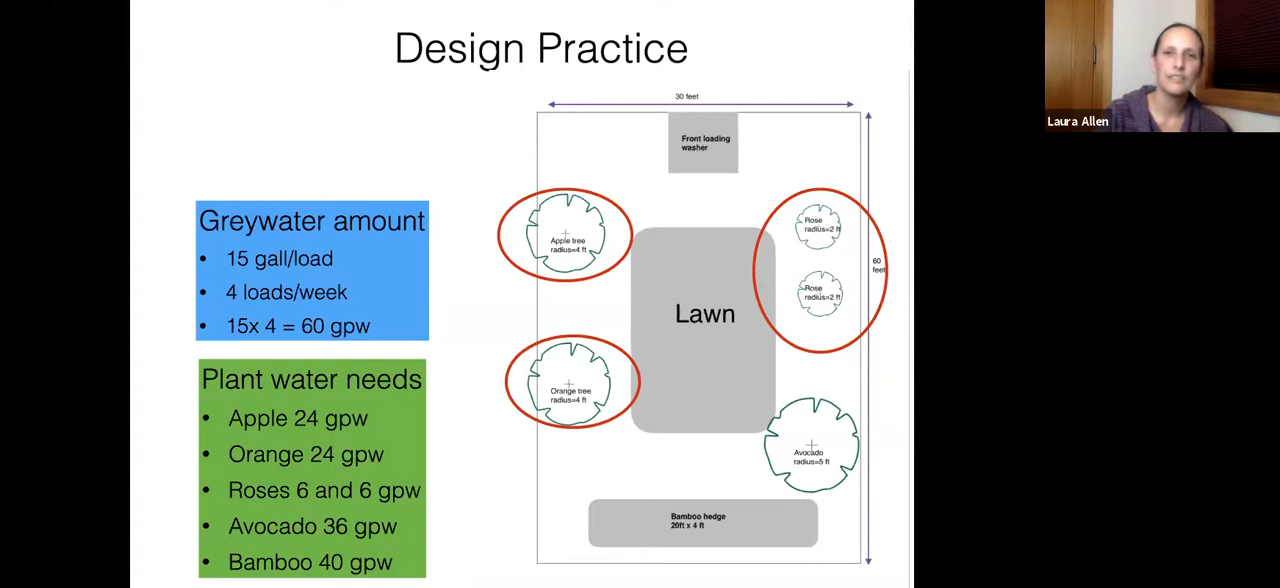 Design Practice
Laura Allen
30 feet
Front loading
washer
Greywater amount
• 15 gall/load
• 4 loads/week
• 15x 4 = 60 gpw
Apple tree
radius=4 ft
Rose
radius=2 ft
60
feet
Rose
radius=2 ft
Lawn
Plant water needs
• Apple 24 gpw
• Orange 24 gpw
• Roses 6 and 6 gpw
• Avocado 36 gpw
• Bamboo 40 gpw
Orange tree
radius=4 ft
Avocado
radius=5 ft
Bamboo hedge
20ft x 4 ft